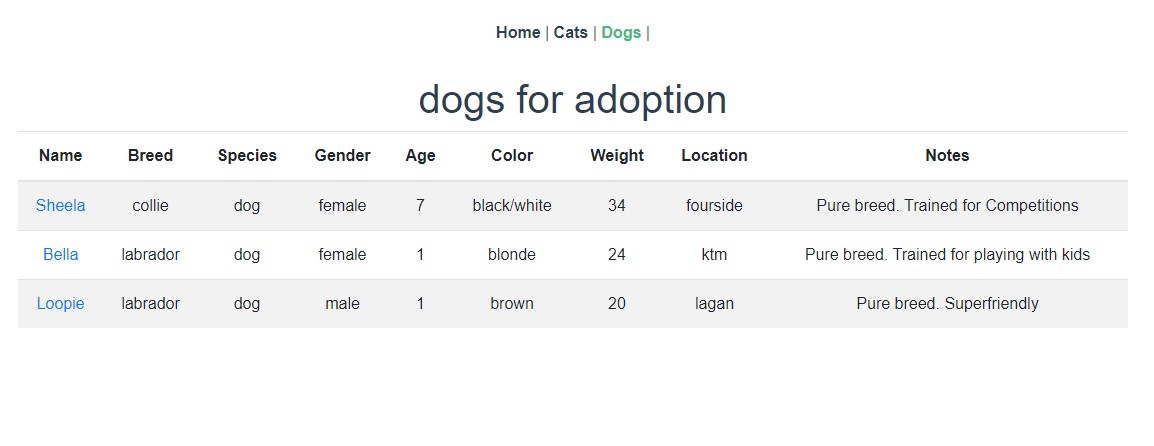 Home | Cats | Dogs |
dogs for adoption
Name Breed Species Gender Age Color Weight Location Notes
Sheela collie dog female 7 black/white 34 fourside Pure breed. Trained for Competitions
Bella labrador dog female 1 blonde 24 ktm Pure breed. Trained for playing with kids
Loopie labrador dog male 1 brown 20 lagan Pure breed. Superfriendly